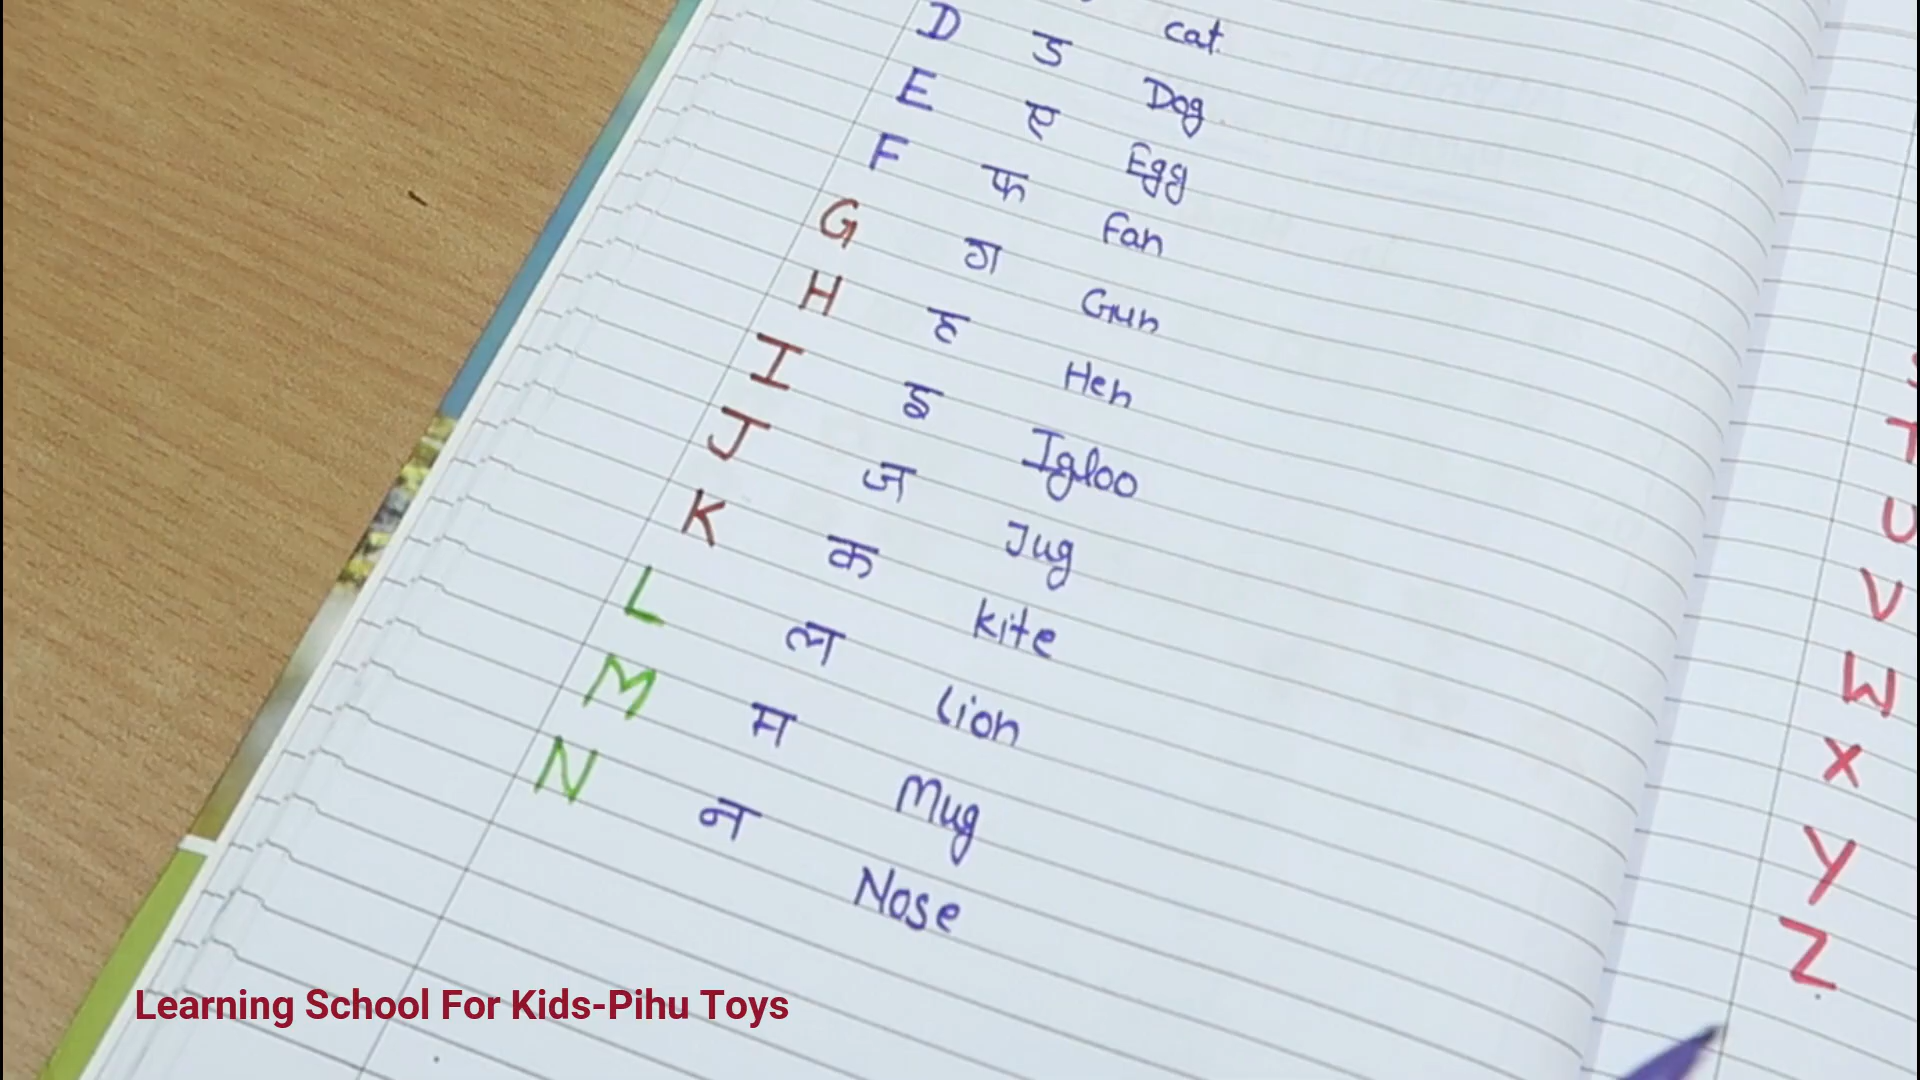 cat.
D ड Dog
E ए Egg
F फ Fan
G ग Gun
H ह Hen
I इ Igloo
J ज Jug
K क kite
L ल Lion
M म Mug
N न Nose
T
U
V
W
X
Y
Z
Learning School For Kids-Pihu Toys